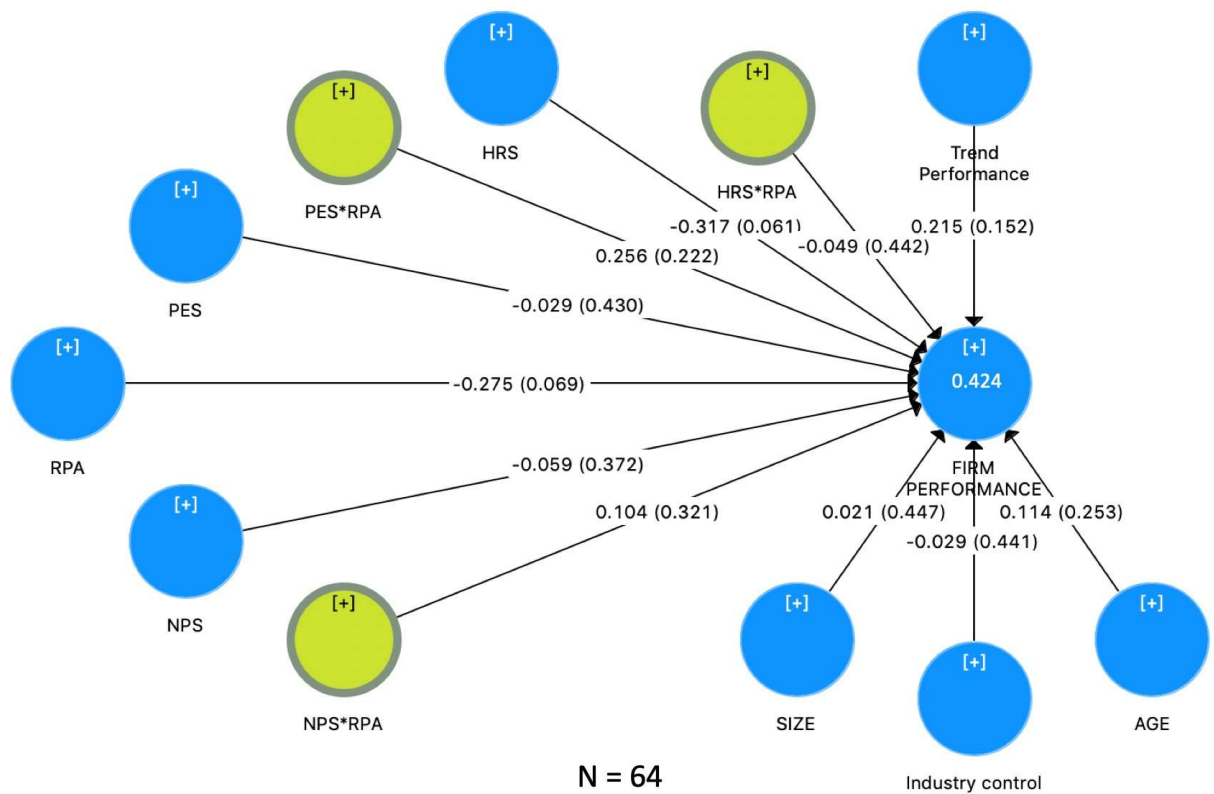 [+]
HRS
[+]
PES*RPA
[+]
HRS*RPA
[+]
Trend
Performance
[+]
PES
-0.317 (0.061)
-0.049 (0.442)
0.215 (0.152)
0.256 (0.222)
-0.029 (0.430)
[+]
RPA
-0.275 (0.069)
[+]
0.424
FIRM
PERFORMANCE
[+]
NPS
-0.059 (0.372)
0.104 (0.321)
0.021 (0.447)
-0.029 (0.441)
0.114 (0.253)
[+]
NPS*RPA
[+]
SIZE
[+]
Industry control
[+]
AGE
N = 64